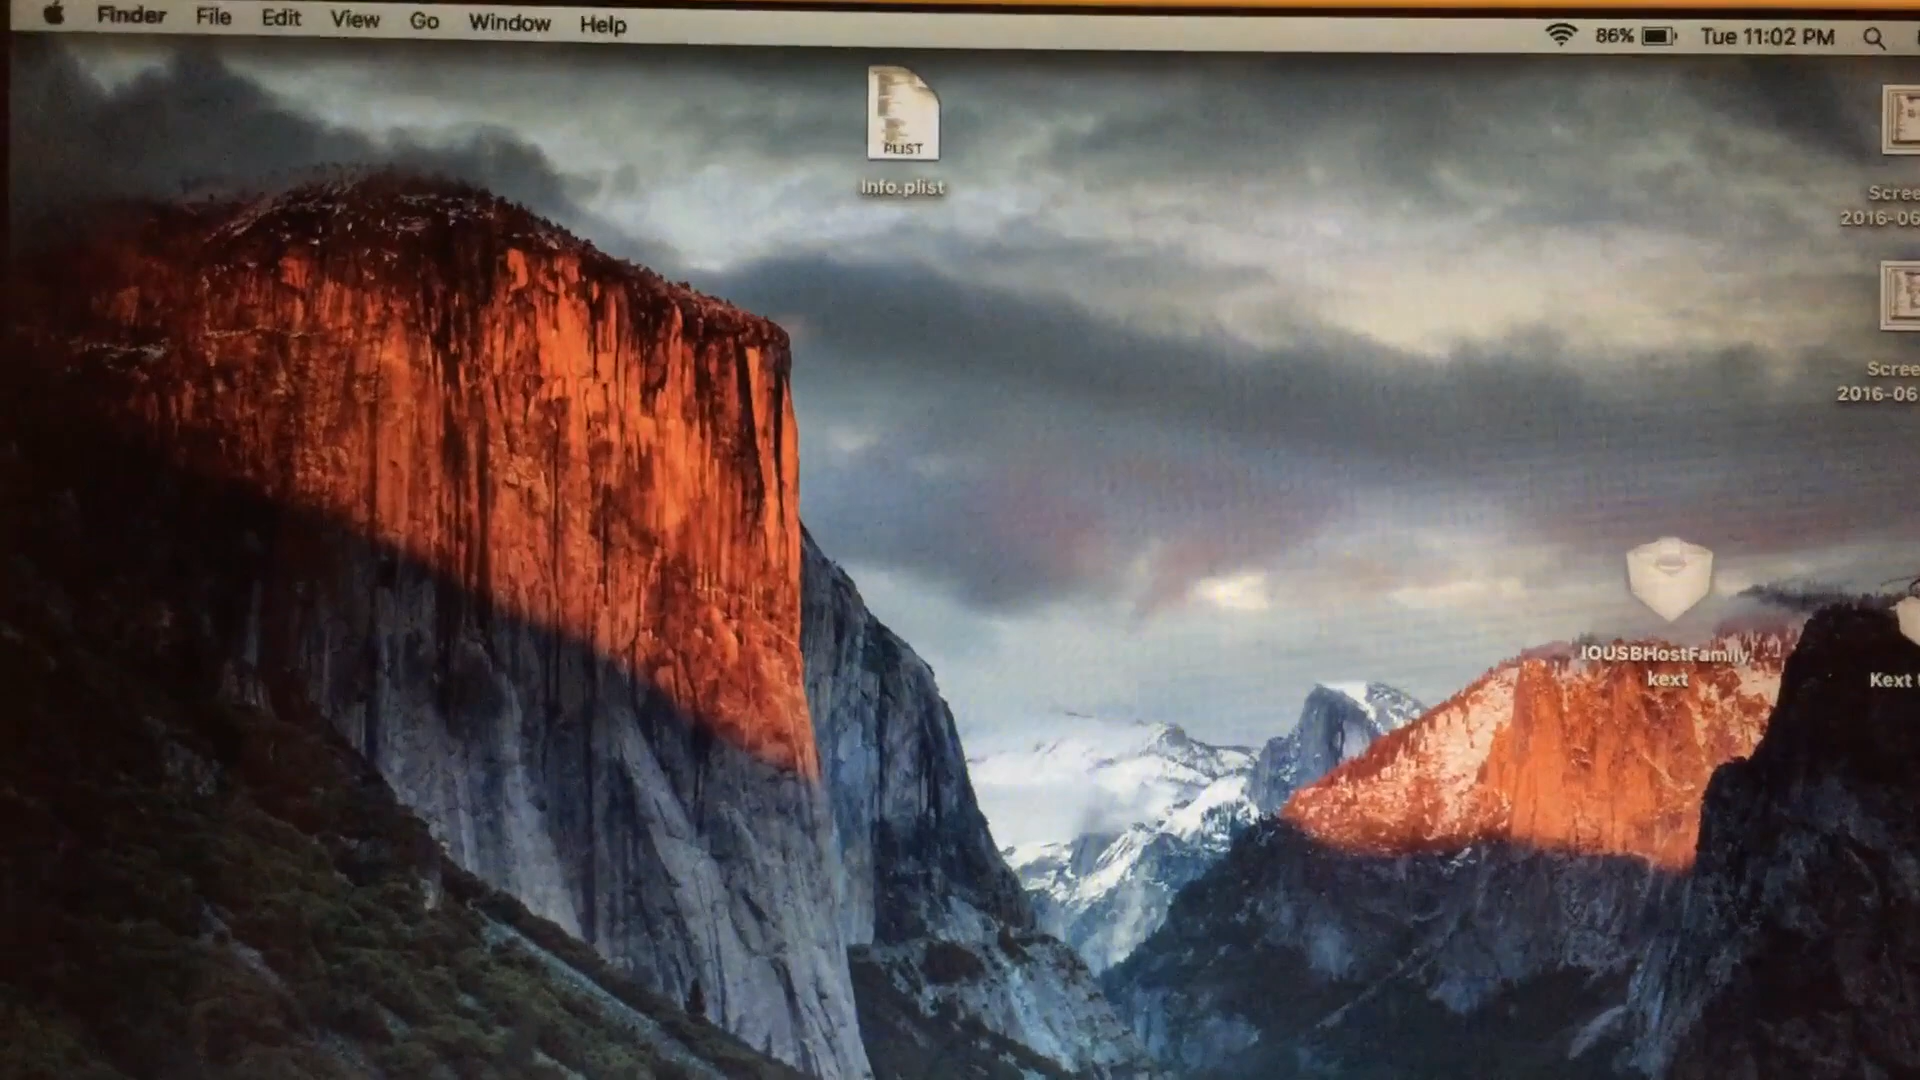 Finder File Edit View Go Window Help
86% Tue 11:02 PM
PLIST
Info.plist
Scree
2016-06
Scree
2016-06
IOUSBHostFamily.
kext
Kext